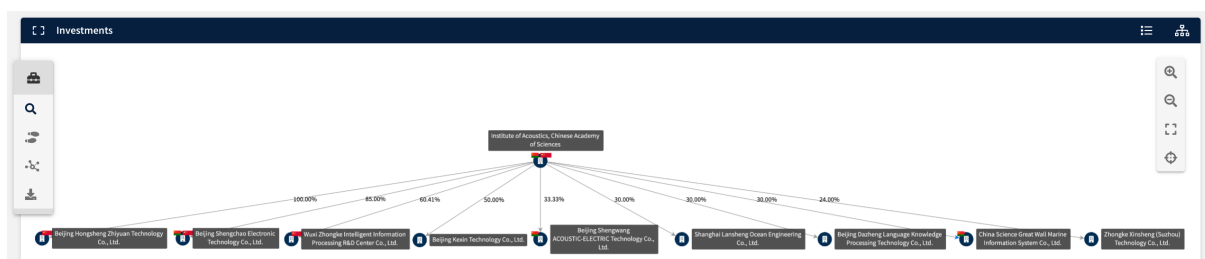 Investments
Institute of Acoustics, Chinese Academy
of Sciences
100.00%
85.00%
60.41%
50.00%
33.33%
30.00%
30.00%
30.00%
24.00%
Beijing Hongsheng Zhiyuan Technology
Co., Ltd.
Beijing Shengchao Electronic
Technology Co., Ltd.
Wuxi Zhongke Intelligent Information
Processing R&D Center Co., Ltd.
Beijing Kexin Technology Co., Ltd.
Beijing Shengwang
ACOUSTIC-ELECTRIC Technology Co.,
Ltd.
Shanghai Lansheng Ocean Engineering
Co., Ltd.
Beijing Dazheng Language Knowledge
Processing Technology Co., Ltd.
China Science Great Wall Marine
Information System Co., Ltd.
Zhongke Xinsheng (Suzhou)
Technology Co., Ltd.